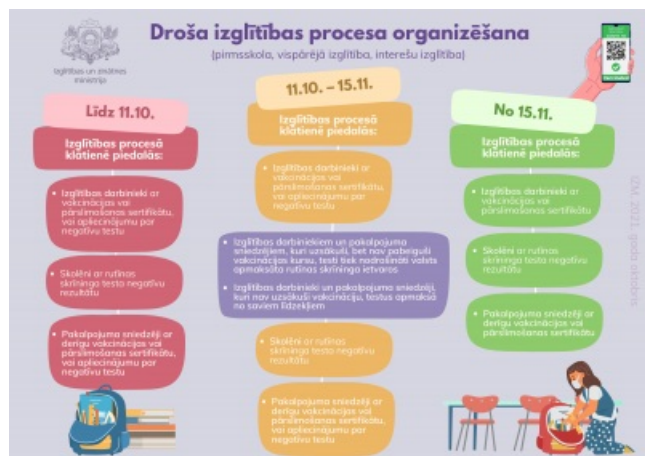 Droša izglītības procesa organizēšana
(pirmsskola, vispārējā izglītība, interešu izglītība)
Izglītības un zinātnes
ministrija
Līdz 11.10.
Izglītības procesā
klātienē piedalās:
• Izglītības darbinieki ar
vakcinācijas vai
pārslimošanas sertifikātu,
vai apliecinājumu par
negatīvu testu
• Skolēni ar rutīnas
skrīninga testa negatīvu
rezultātu
• Pakalpojuma sniedzēji ar
derīgu vakcinācijas vai
pārslimošanas sertifikātu,
vai apliecinājumu par
negatīvu testu
11.10. – 15.11.
Izglītības procesā
klātienē piedalās:
• Izglītības darbinieki ar
vakcinācijas vai
pārslimošanas sertifikātu,
vai apliecinājumu par
negatīvu testu
• Izglītības darbiniekiem un pakalpojuma
sniedzējiem, kuri uzsākuši, bet nav pabeiguši
vakcinācijas kursu, testi tiek nodrošināti valsts
apmaksāta rutīnas skrīninga ietvaros
• Izglītības darbinieki un pakalpojuma sniedzēji,
kuri nav uzsākuši vakcināciju, testus apmaksā
no saviem līdzekļiem
• Skolēni ar rutīnas
skrīninga testa negatīvu
rezultātu
• Pakalpojuma sniedzēji ar
derīgu vakcinācijas vai
pārslimošanas sertifikātu,
vai apliecinājumu par
negatīvu testu
No 15.11.
Izglītības procesā
klātienē piedalās:
• Izglītības darbinieki ar
vakcinācijas vai
pārslimošanas sertifikātu
• Skolēni ar rutīnas
skrīninga testa negatīvu
rezultātu
• Pakalpojuma sniedzēji ar
derīgu vakcinācijas vai
pārslimošanas sertifikātu
IZM, 2021. gada oktobris